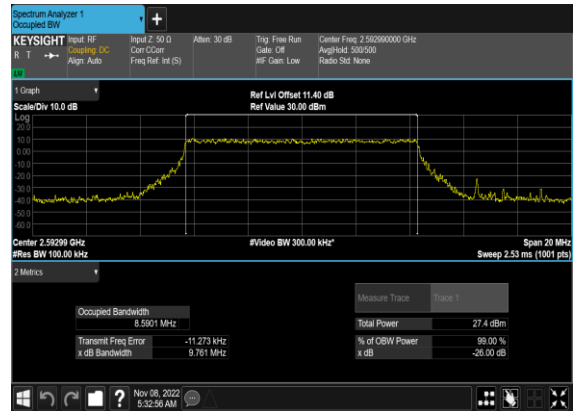 Spectrum Analyzer 1
Occupied BW
+
KEYSIGHT Input: RF Input Z: 50 Ω Atten: 30 dB Trig: Free Run Center Freq: 2.592990000 GHz
R T Coupling: DC Corr CCorr Gate: Off Avg|Hold: 500/500
Align: Auto Freq Ref: Int (S) #IF Gain: Low Radio Std: None
LXI
1 Graph
Ref Lvl Offset 11.40 dB
Scale/Div 10.0 dB Ref Value 30.00 dBm
Log
20.0
10.0
0.00
-10.0
-20.0
-30.0
-40.0
-50.0
-60.0
Center 2.59299 GHz #Video BW 300.00 kHz* Span 20 MHz
#Res BW 100.00 kHz Sweep 2.53 ms (1001 pts)
2 Metrics
Measure Trace Trace 1
Occupied Bandwidth
8.5901 MHz Total Power 27.4 dBm
Transmit Freq Error -11.273 kHz % of OBW Power 99.00 %
x dB Bandwidth 9.761 MHz x dB -26.00 dB
? Nov 08, 2022
5:32:56 AM